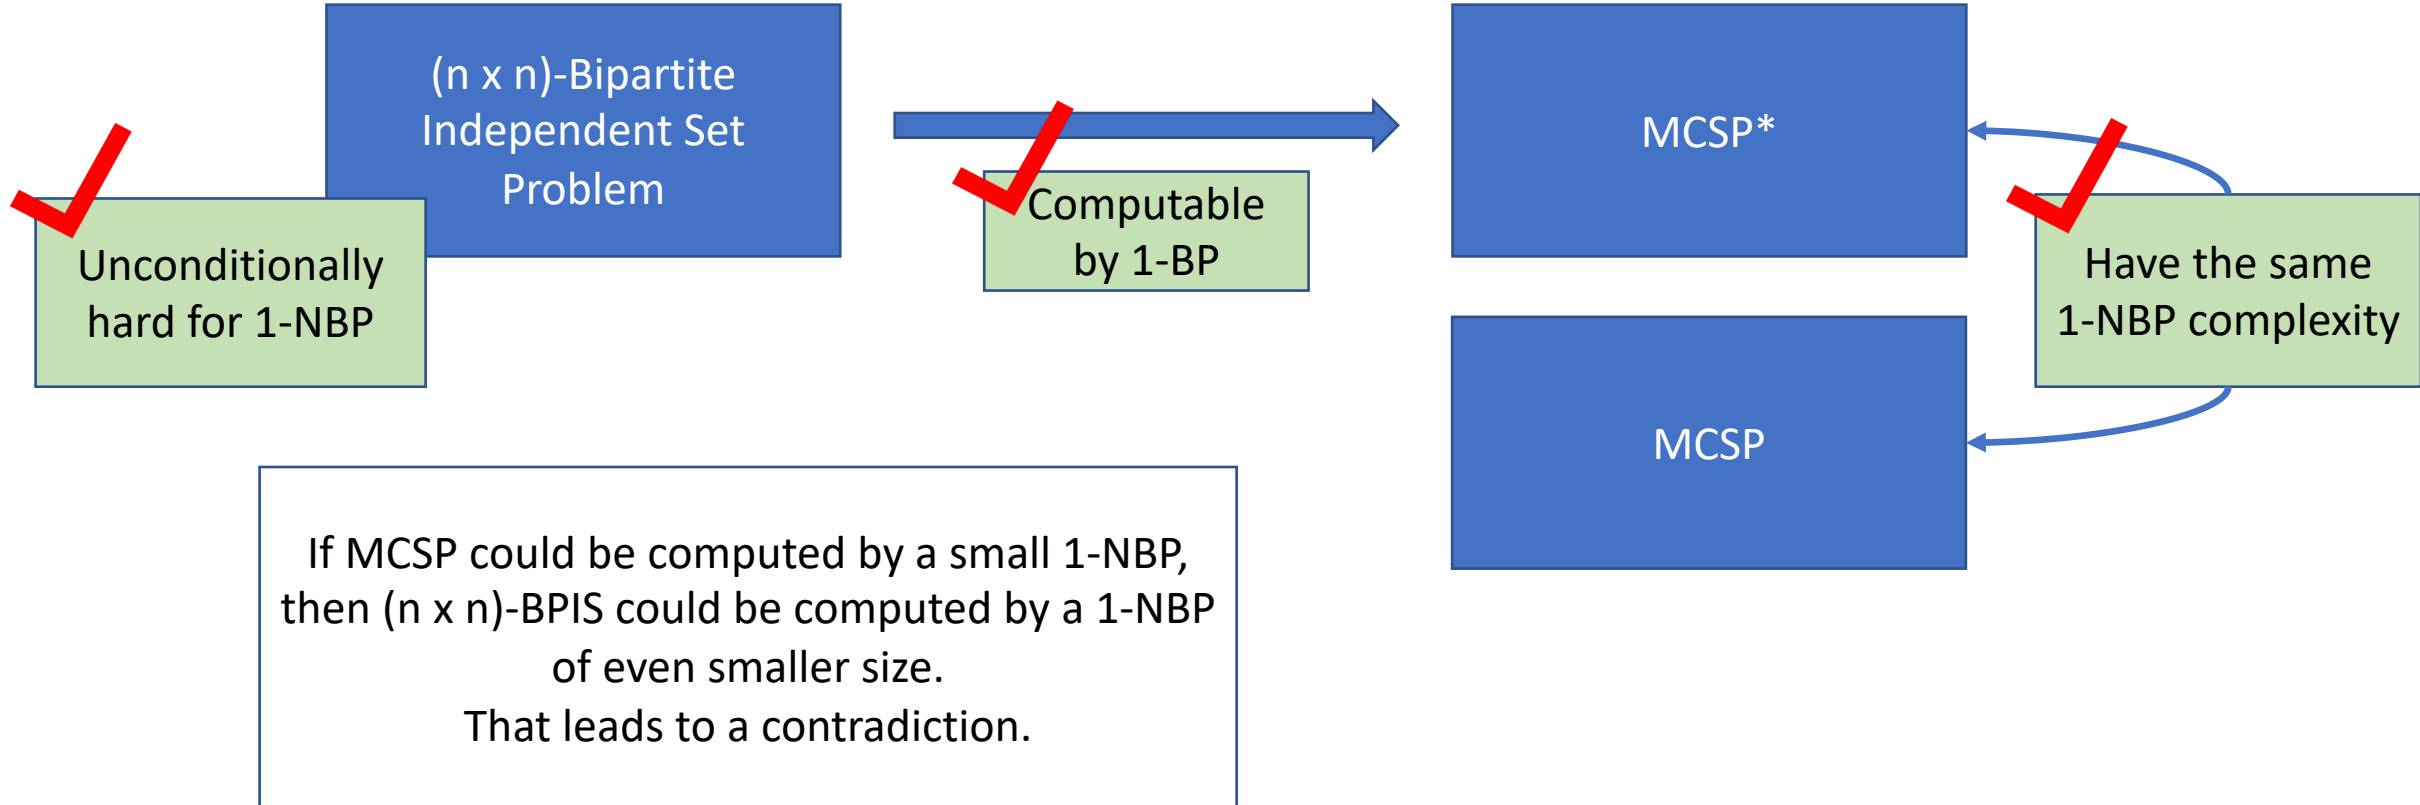 (n x n)-Bipartite
Independent Set
Problem
Unconditionally
hard for 1-NBP
Computable
by 1-BP
MCSP*
Have the same
1-NBP complexity
MCSP
If MCSP could be computed by a small 1-NBP,
then (n x n)-BPIS could be computed by a 1-NBP
of even smaller size.
That leads to a contradiction.